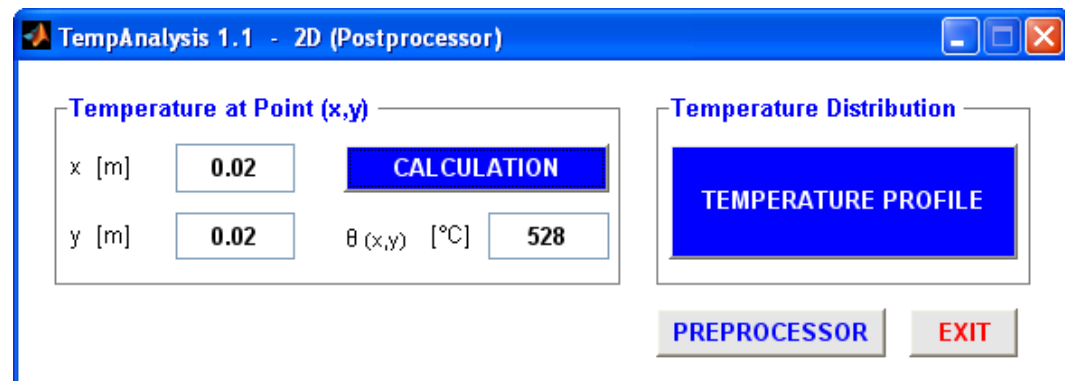 TempAnalysis 1.1 - 2D (Postprocessor)
Temperature at Point (x,y)
x [m] 0.02 CALCULATION
y [m] 0.02 θ (x,y) [°C] 528
Temperature Distribution
TEMPERATURE PROFILE
PREPROCESSOR EXIT